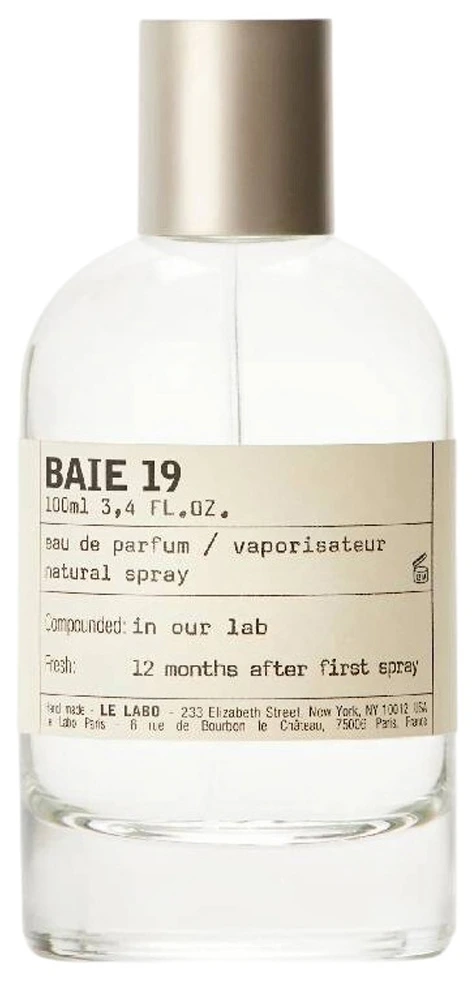 BAIE 19
100ml 3,4 FL.OZ.
eau de parfum / vaporisateur
natural spray
Compounded: in our lab
Fresh: 12 months after first spray
Hand made - LE LABO - 233 Elizabeth Street New York, NY 10012 USA
Le Labo Paris - 6 rue de Bourbon le Château, 75006 Paris, France